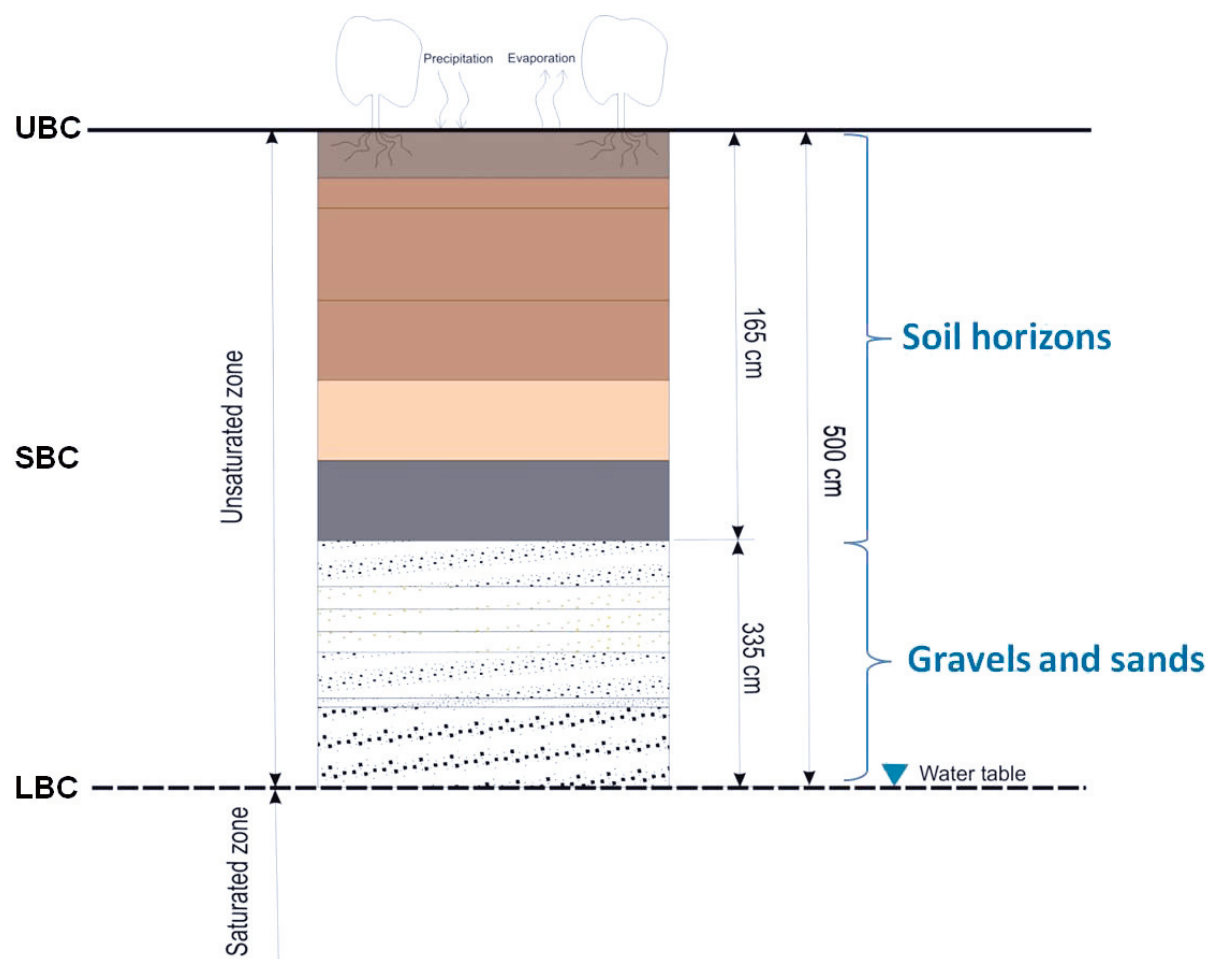 Precipitation
Evaporation
UBC
Soil horizons
165 cm
Unsaturated zone
500 cm
SBC
335 cm
Gravels and sands
Water table
LBC
Saturated zone